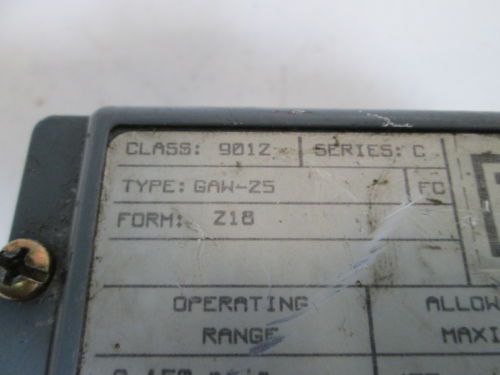 CLASS: 9012 SERIES: C
TYPE: GAW-25 FC
FORM: Z18
OPERATING ALLOW
RANGE MAXI